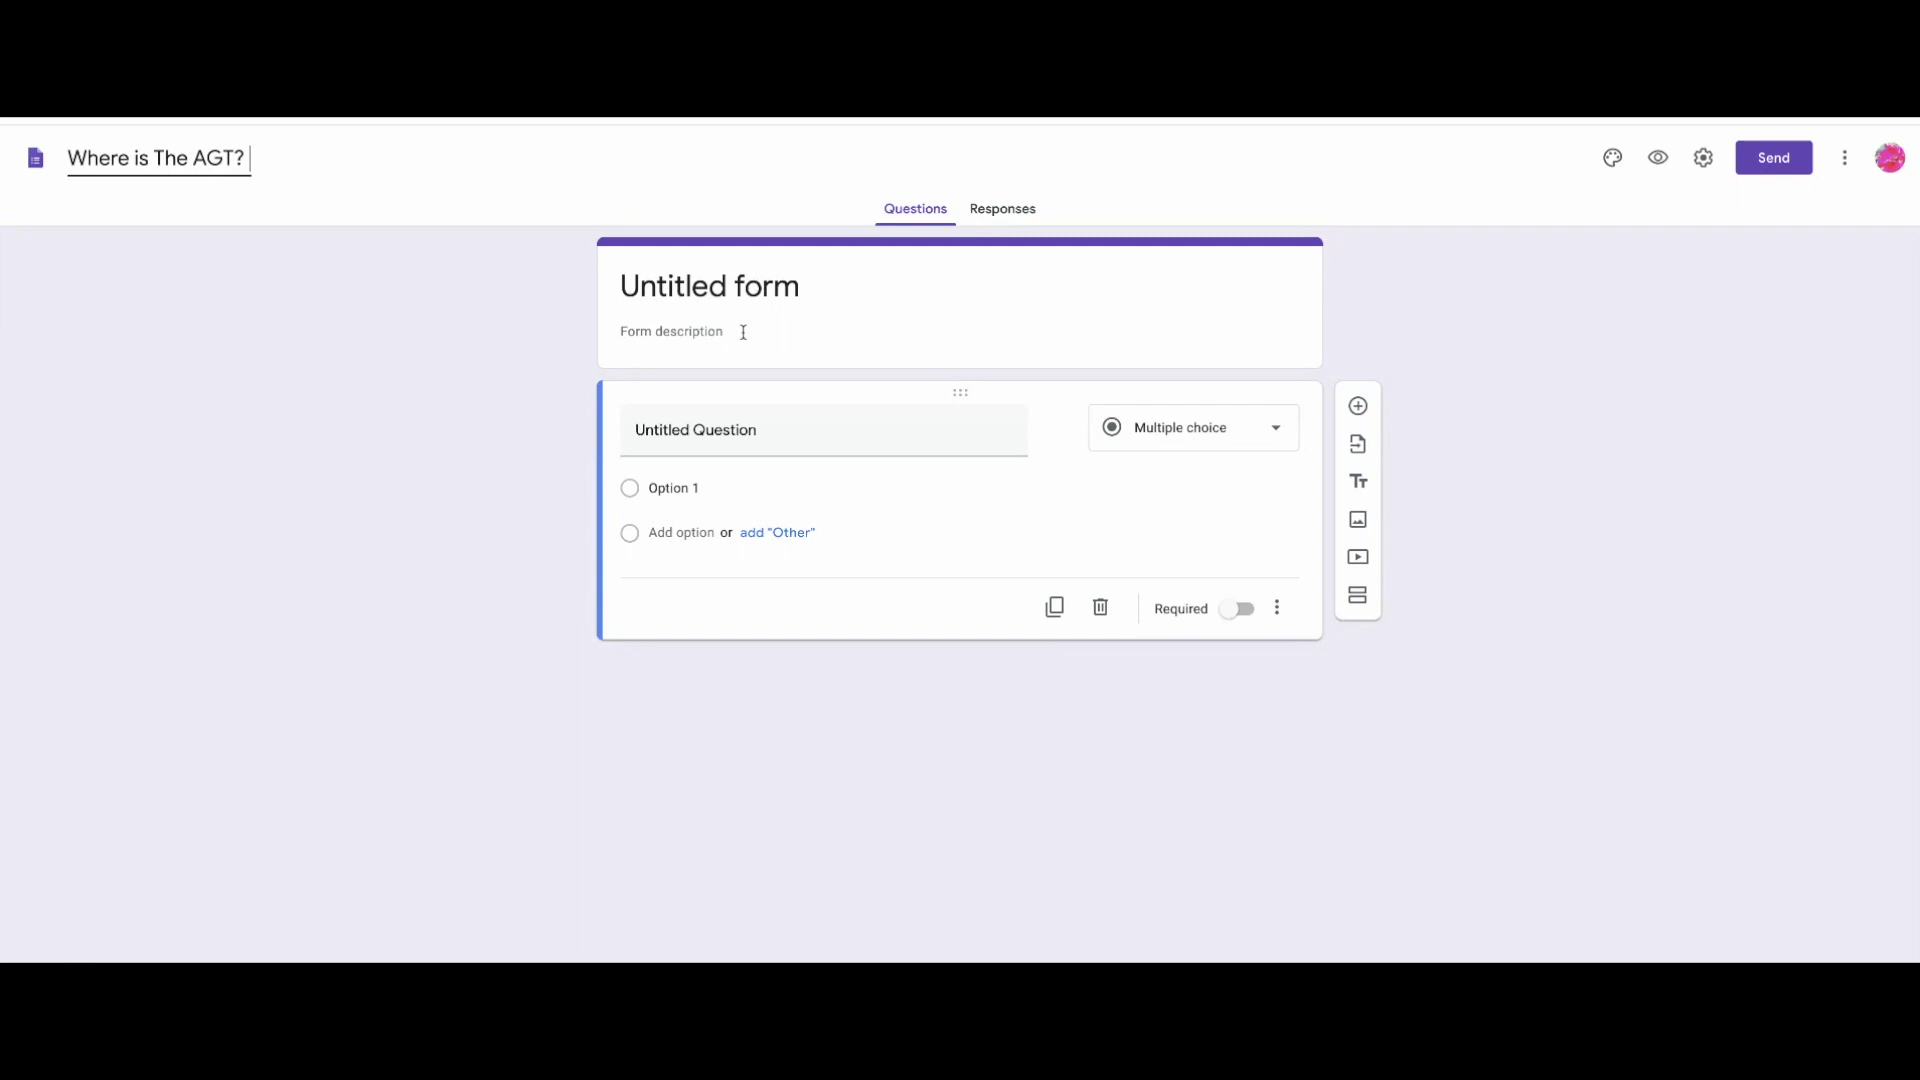 Where is The AGT?
Send
Questions Responses
Untitled form
Form description
Untitled Question
Multiple choice
Option 1
Add option or add "Other"
Required
Tт